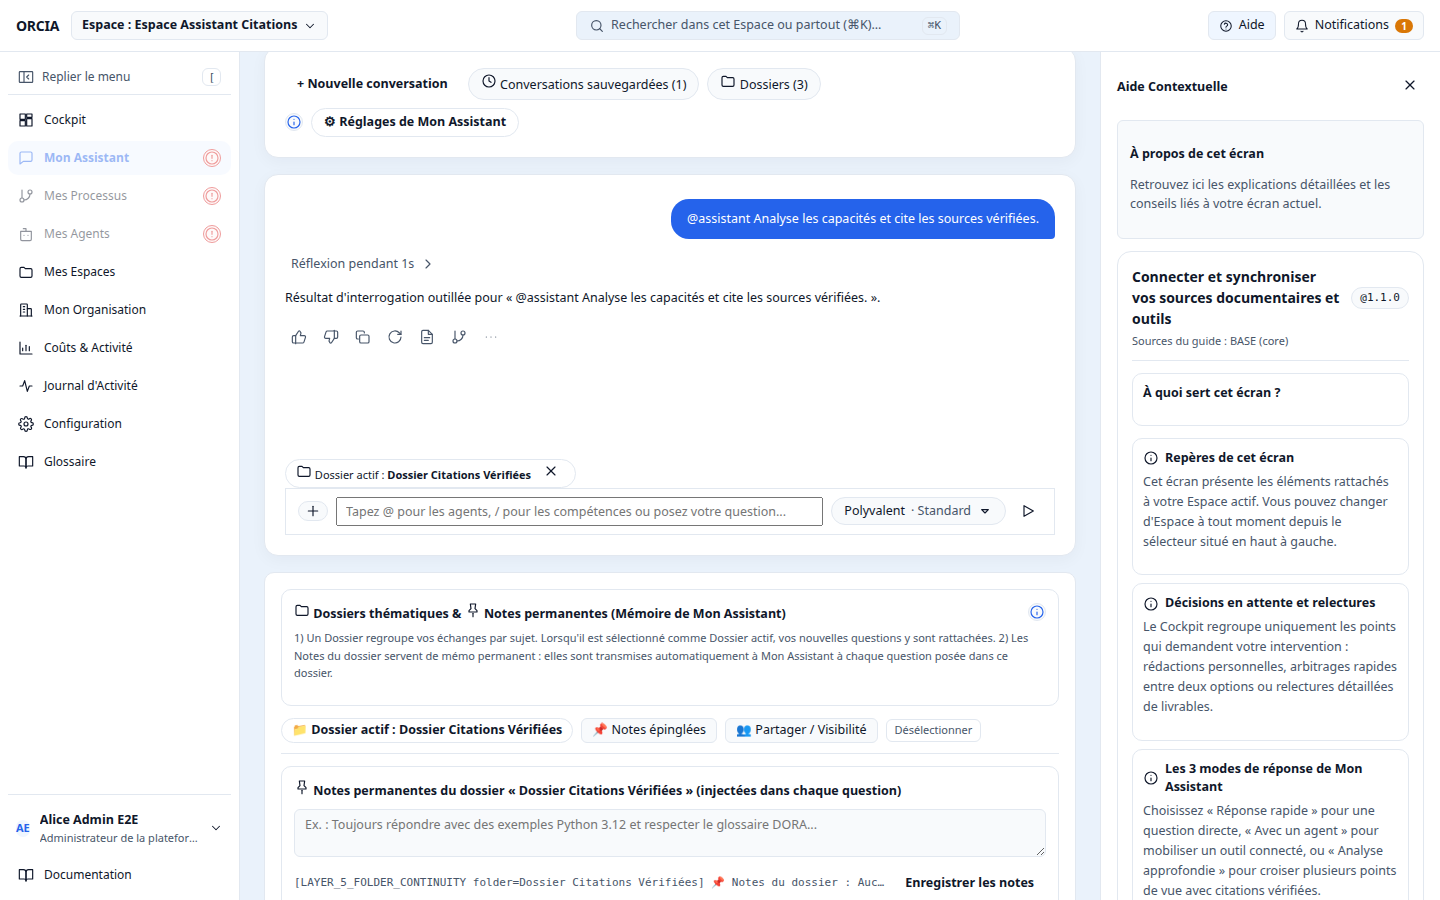 ORCIA
Espace : Espace Assistant Citations
Rechercher dans cet Espace ou partout (⌘K)...
⌘K
Aide
Notifications 1
Replier le menu [
Cockpit
Mon Assistant
Mes Processus
Mes Agents
Mes Espaces
Mon Organisation
Coûts & Activité
Journal d'Activité
Configuration
Glossaire
AE
Alice Admin E2E
Administrateur de la platefor...
Documentation
+ Nouvelle conversation
Conversations sauvegardées (1)
Dossiers (3)
⚙ Réglages de Mon Assistant
@assistant Analyse les capacités et cite les sources vérifiées.
Réflexion pendant 1s
Résultat d'interrogation outillée pour « @assistant Analyse les capacités et cite les sources vérifiées. ».
Dossier actif : Dossier Citations Vérifiées
Tapez @ pour les agents, / pour les compétences ou posez votre question...
Polyvalent · Standard
Dossiers thématiques & Notes permanentes (Mémoire de Mon Assistant)
1) Un Dossier regroupe vos échanges par sujet. Lorsqu'il est sélectionné comme Dossier actif, vos nouvelles questions y sont rattachées. 2) Les
Notes du dossier servent de mémo permanent : elles sont transmises automatiquement à Mon Assistant à chaque question posée dans ce
dossier.
📁 Dossier actif : Dossier Citations Vérifiées
📌 Notes épinglées
👥 Partager / Visibilité
Désélectionner
Notes permanentes du dossier « Dossier Citations Vérifiées » (injectées dans chaque question)
Ex. : Toujours répondre avec des exemples Python 3.12 et respecter le glossaire DORA...
[LAYER_5_FOLDER_CONTINUITY folder=Dossier Citations Vérifiées] 📌 Notes du dossier : Auc…
Enregistrer les notes
Aide Contextuelle
À propos de cet écran
Retrouvez ici les explications détaillées et les
conseils liés à votre écran actuel.
Connecter et synchroniser
vos sources documentaires et
outils
@1.1.0
Sources du guide : BASE (core)
À quoi sert cet écran ?
Repères de cet écran
Cet écran présente les éléments rattachés
à votre Espace actif. Vous pouvez changer
d'Espace à tout moment depuis le
sélecteur situé en haut à gauche.
Décisions en attente et relectures
Le Cockpit regroupe uniquement les points
qui demandent votre intervention :
rédactions personnelles, arbitrages rapides
entre deux options ou relectures détaillées
de livrables.
Les 3 modes de réponse de Mon
Assistant
Choisissez « Réponse rapide » pour une
question directe, « Avec un agent » pour
mobiliser un outil connecté, ou « Analyse
approfondie » pour croiser plusieurs points
de vue avec citations vérifiées.